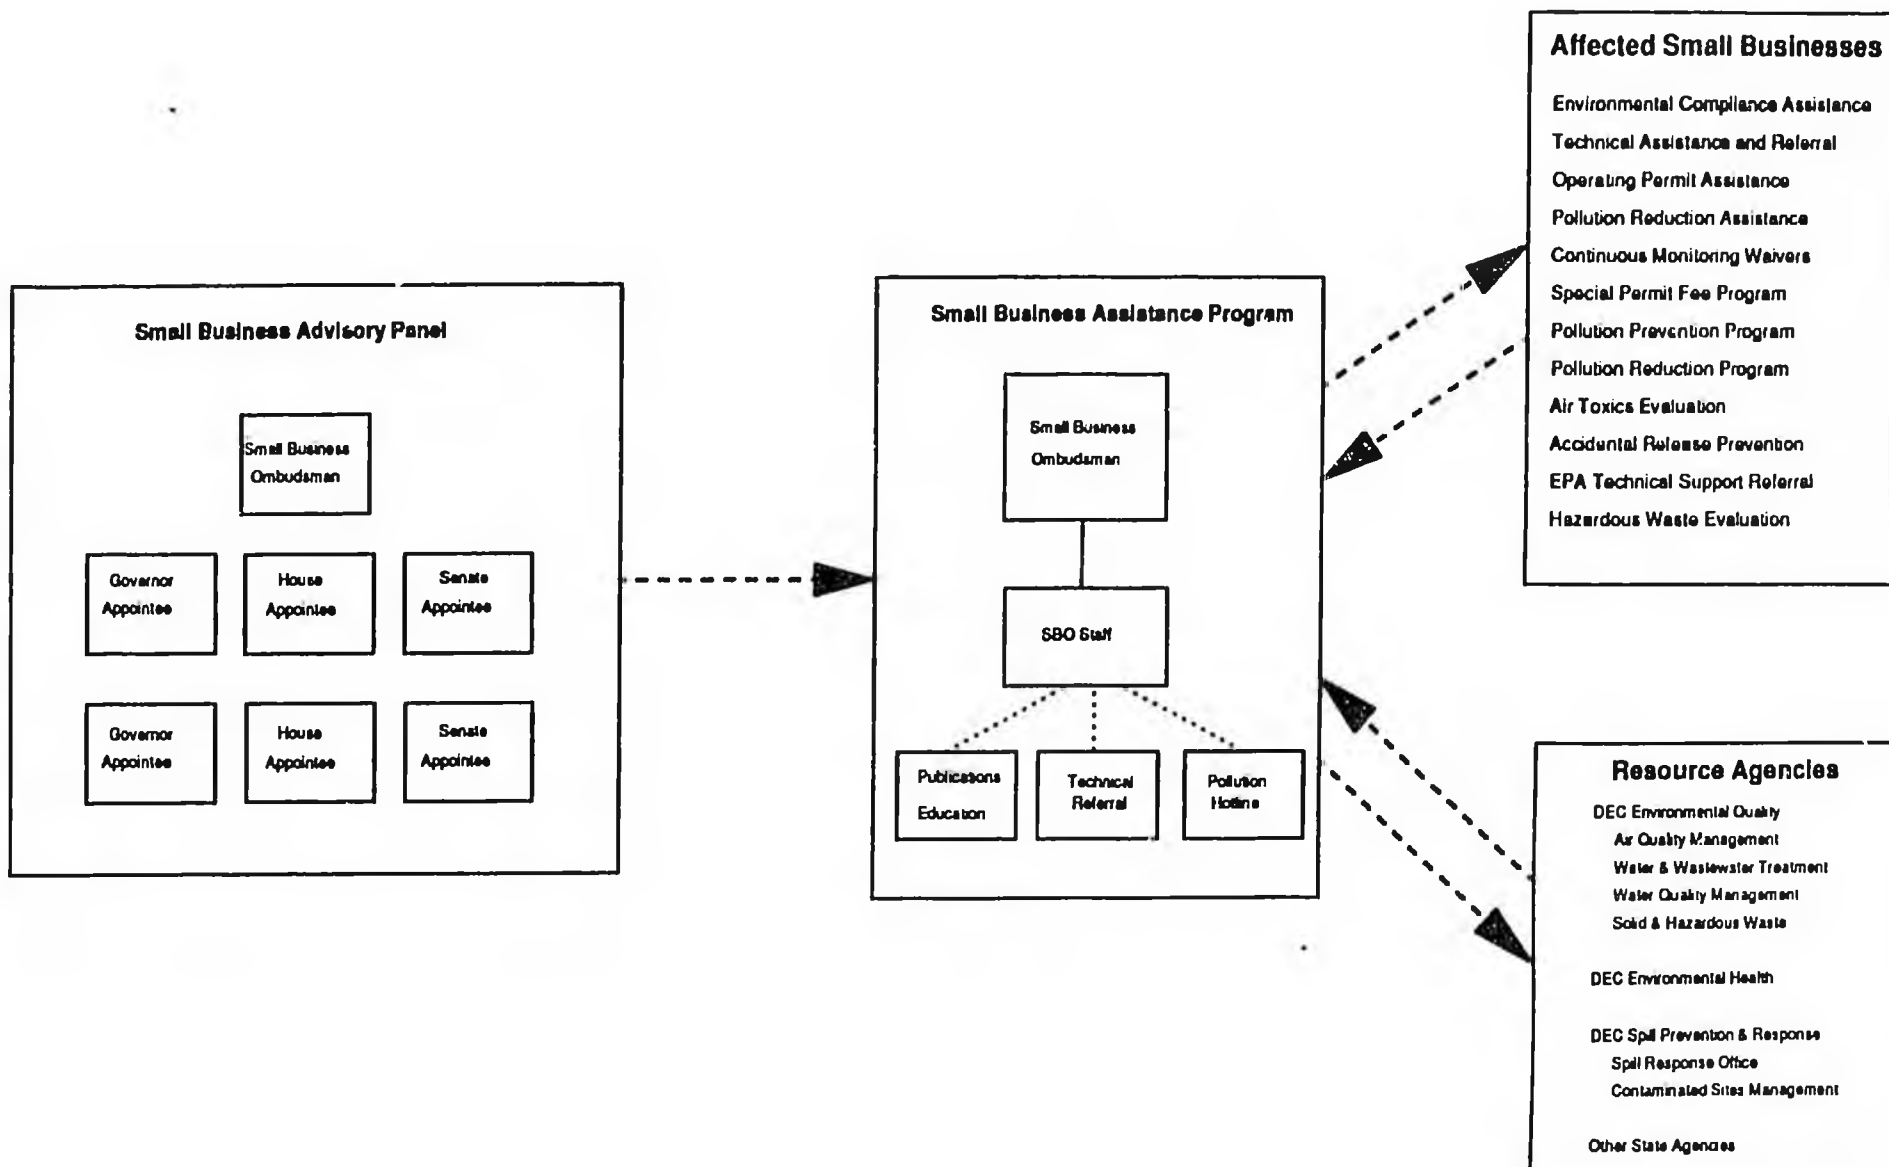 Small Business Advisory Panel
Small Business
Ombudsman
Governor
Appointee
House
Appointee
Senate
Appointee
Governor
Appointee
House
Appointee
Senate
Appointee
Small Business Assistance Program
Small Business
Ombudsman
SBO Staff
Publications
Education
Technical
Referral
Pollution
Hotline
Affected Small Businesses
Environmental Compliance Assistance
Technical Assistance and Referral
Operating Permit Assistance
Pollution Reduction Assistance
Continuous Monitoring Waivers
Special Permit Fee Program
Pollution Prevention Program
Pollution Reduction Program
Air Toxics Evaluation
Accidental Release Prevention
EPA Technical Support Referral
Hazardous Waste Evaluation
Resource Agencies
DEC Environmental Quality
Air Quality Management
Water & Wastewater Treatment
Water Quality Management
Solid & Hazardous Waste
DEC Environmental Health
DEC Spill Prevention & Response
Spill Response Office
Contaminated Sites Management
Other State Agencies